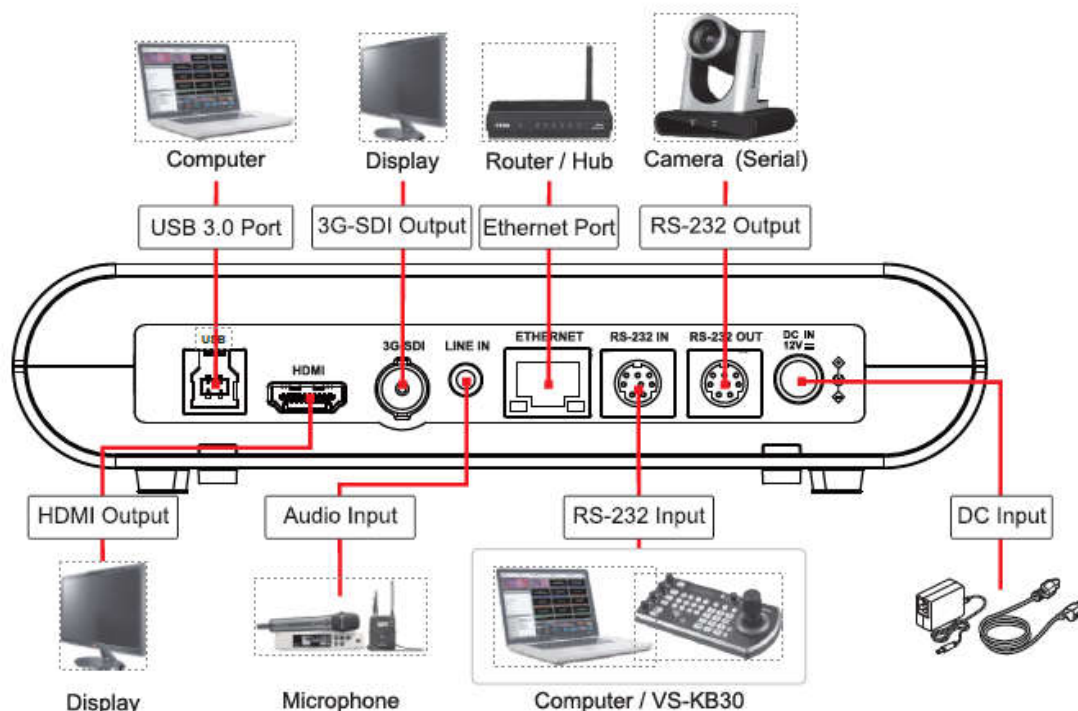 Computer
Display
Router / Hub
Camera (Serial)
USB 3.0 Port
3G-SDI Output
Ethernet Port
RS-232 Output
USB
HDMI
3G-SDI
LINE IN
ETHERNET
RS-232 IN
RS-232 OUT
DC IN
12V
HDMI Output
Audio Input
RS-232 Input
DC Input
Display
Microphone
Computer / VS-KB30